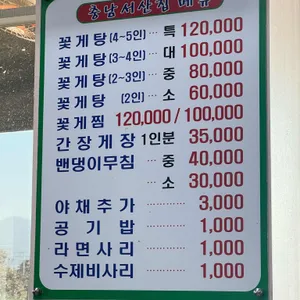 충남서산집 메뉴
꽃게탕 (4~5인) ··· 특 120,000
꽃게탕 (3~4인) ··· 대 100,000
꽃게탕 (2~3인) ··· 중 80,000
꽃게탕 (2인) ··· 소 60,000
꽃게찜 120,000 / 100,000
간장게장 1인분 35,000
밴댕이무침 ··· 중 40,000
··· 소 30,000
야채추가 ······ 3,000
공기밥 ······ 1,000
라면사리 ······ 1,000
수제비사리 ···· 1,000